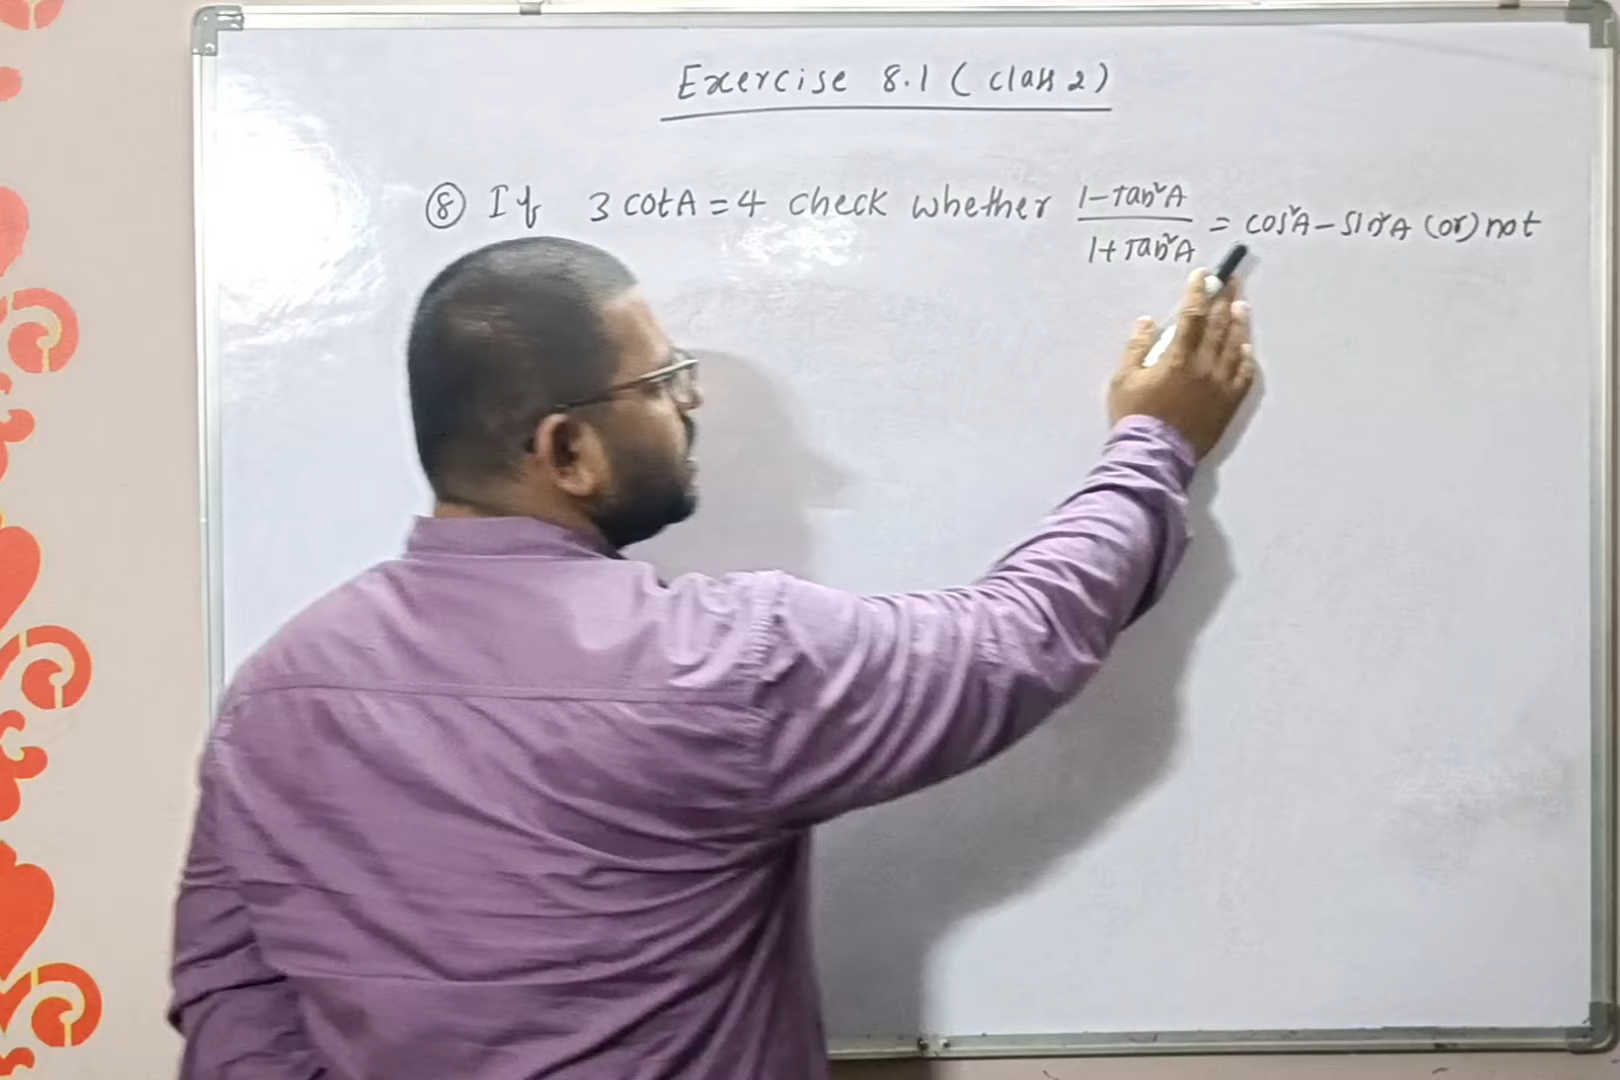 Exercise 8.1 (class 2)
⑧ If 3 cotA = 4 check whether (1-Tan²A)/(1+Tan²A) = cos²A - sin²A (or) not